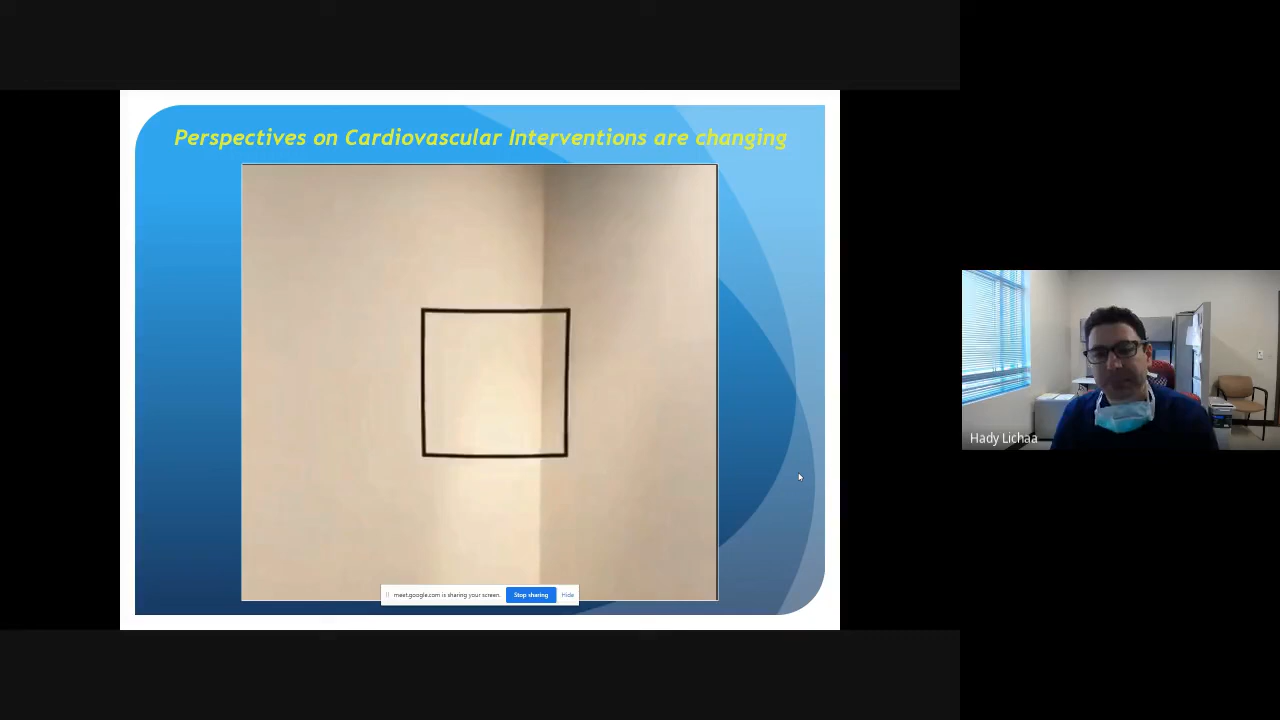 Perspectives on Cardiovascular Interventions are changing
Hady Lichaa
meet.google.com is sharing your screen.
Stop sharing
Hide